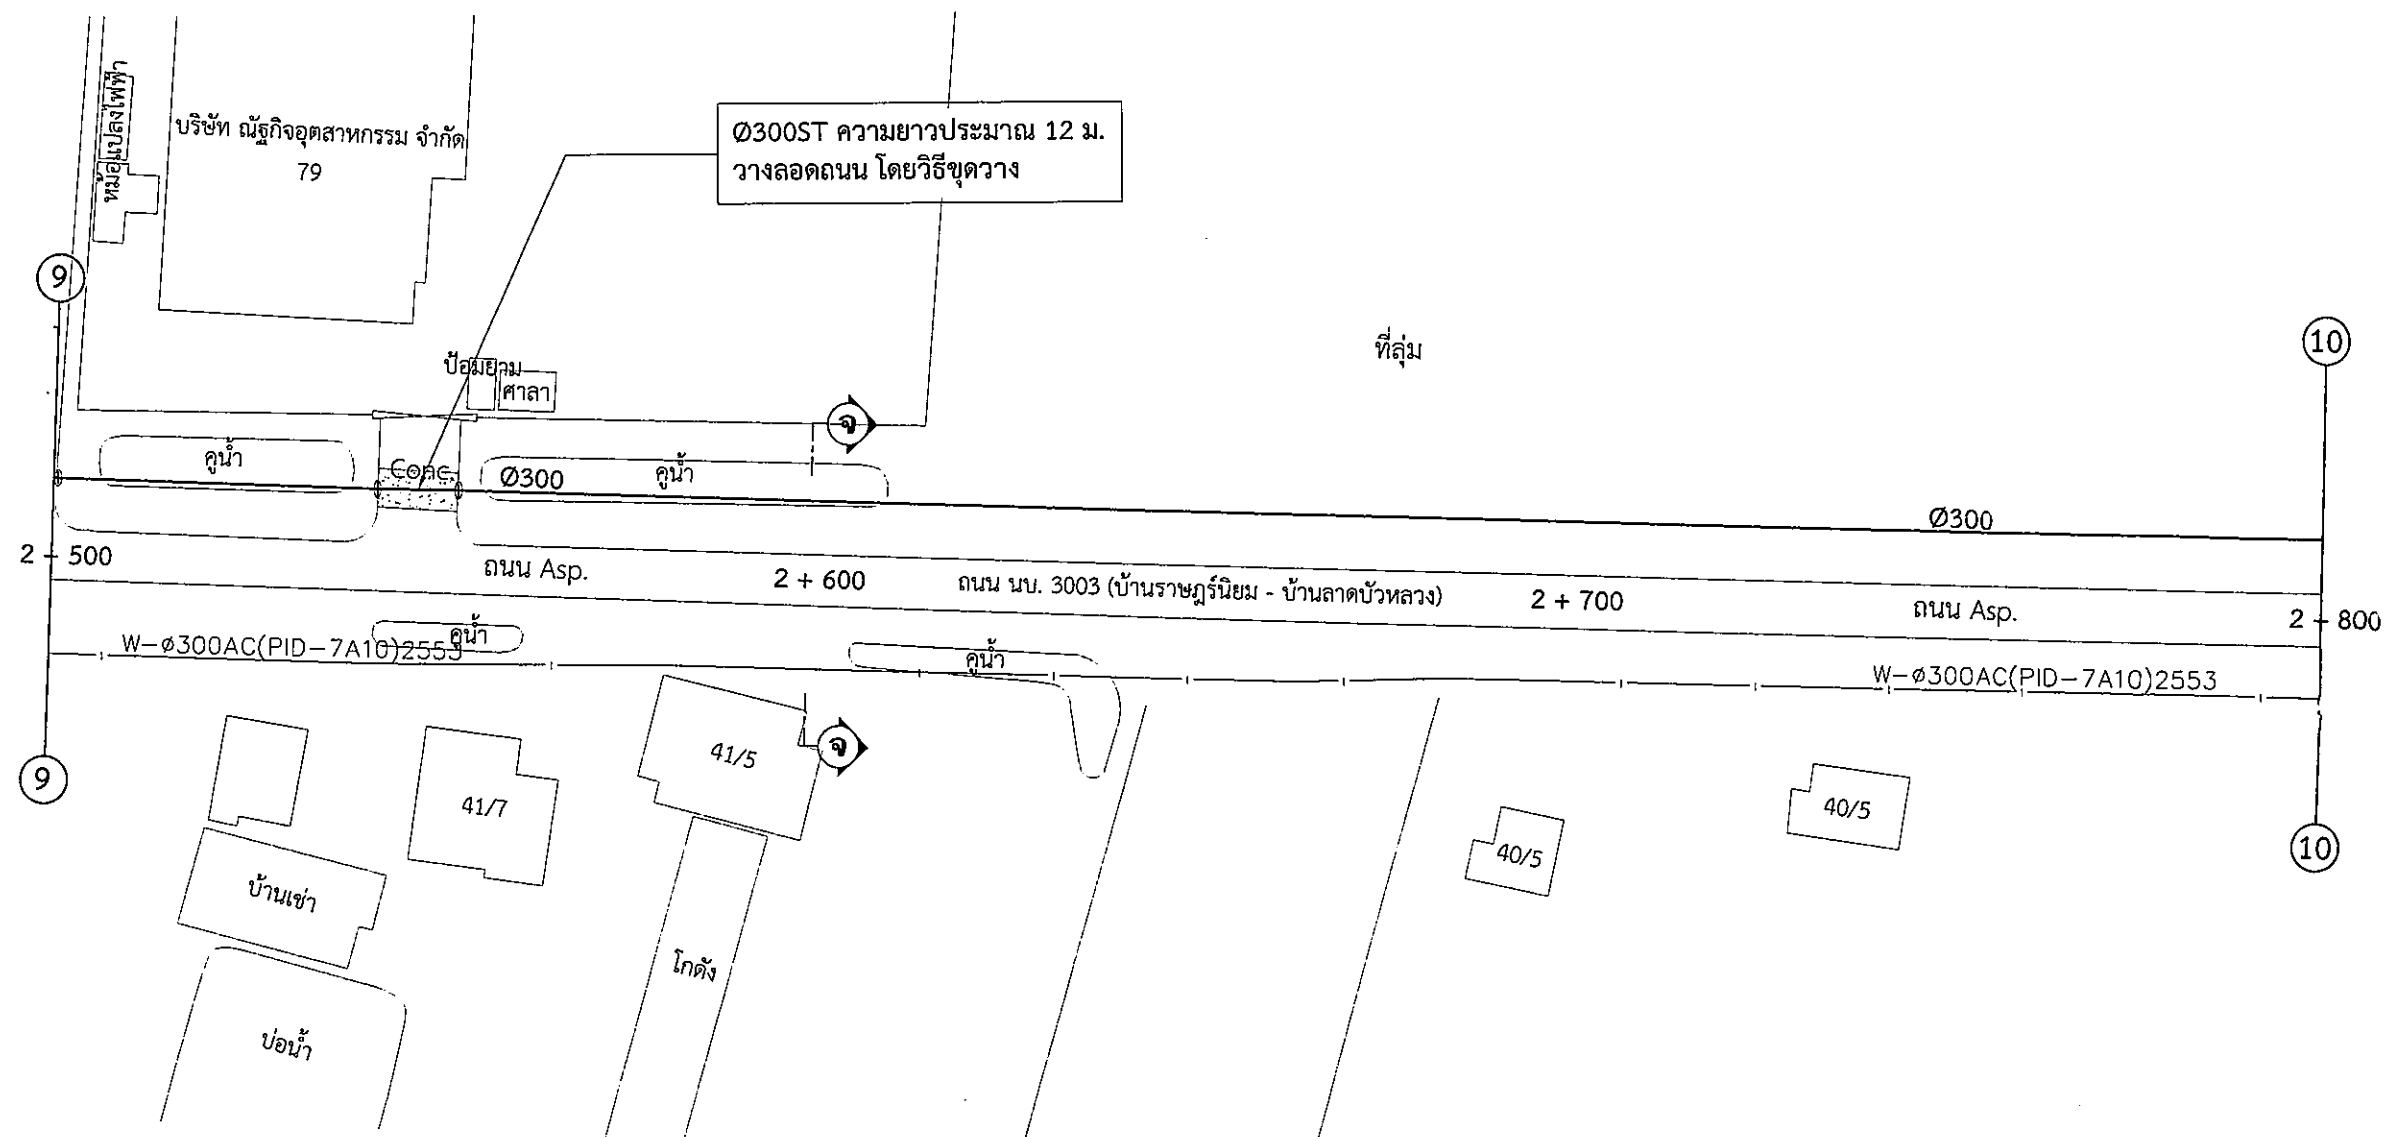 หม้อแปลงไฟฟ้า
บริษัท ณัฐกิจอุตสาหกรรม จำกัด
79
Ø300ST ความยาวประมาณ 12 ม.
วางลอดถนน โดยวิธีขุดวาง
9
10
ที่ลุ่ม
ป้อมยาม
ศาลา
จ
คูน้ำ
Conc.
Ø300
คูน้ำ
Ø300
2 + 500
ถนน Asp.
2 + 600
ถนน นบ. 3003 (บ้านราษฎร์นิยม - บ้านลาดบัวหลวง)
2 + 700
ถนน Asp.
2 + 800
คูน้ำ
W-ø300AC(PID-7A10)2553
คูน้ำ
W-ø300AC(PID-7A10)2553
9
41/7
41/5
จ
40/5
40/5
10
บ้านเช่า
โกดัง
บ่อน้ำ